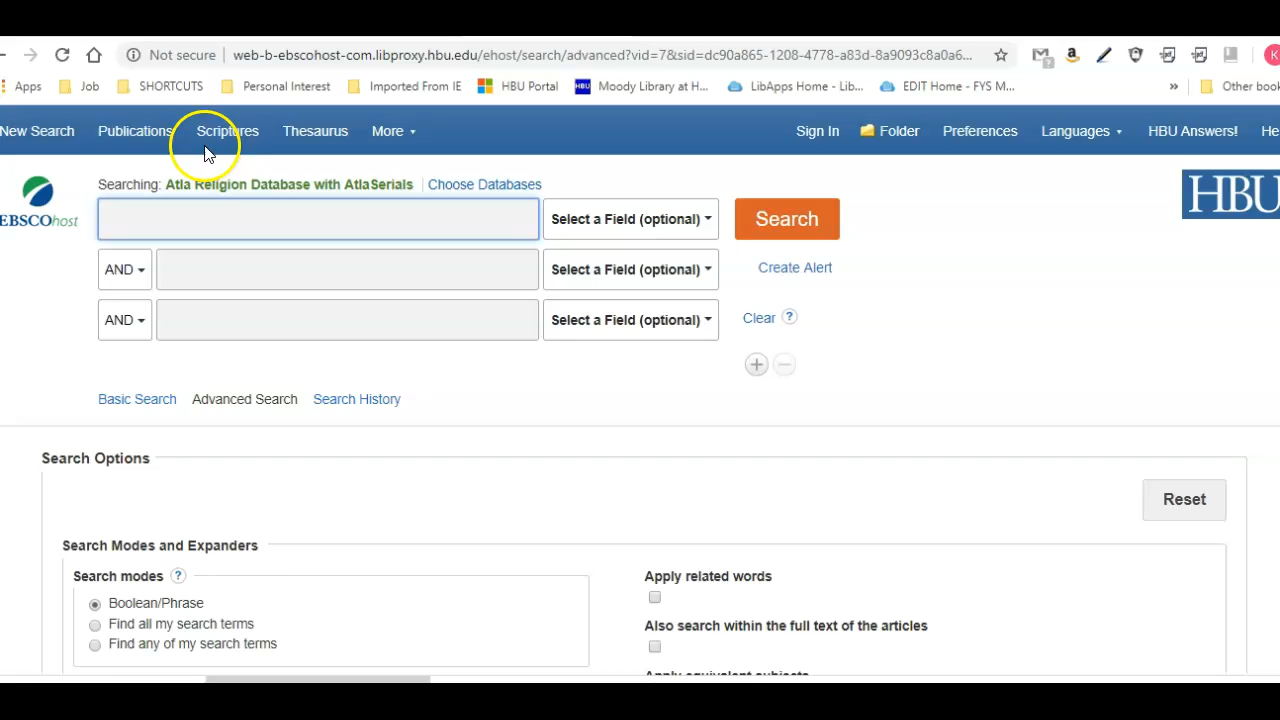 Not secure web-b-ebscohost-com.libproxy.hbu.edu/ehost/search/advanced?vid=7&sid=dc90a865-1208-4778-a83d-8a9093c8a0a6...
Apps Job SHORTCUTS Personal Interest Imported From IE HBU Portal HBU Moody Library at H... LibApps Home - Lib... EDIT Home - FYS M... » Other book
New Search Publications Scriptures Thesaurus More Sign In Folder Preferences Languages HBU Answers! He
Searching: Atla Religion Database with AtlaSerials Choose Databases
EBSCOhost
HBU
Select a Field (optional) Search
AND Select a Field (optional) Create Alert
AND Select a Field (optional) Clear ?
+ −
Basic Search Advanced Search Search History
Search Options
Reset
Search Modes and Expanders
Search modes ? Apply related words
Boolean/Phrase
Find all my search terms Also search within the full text of the articles
Find any of my search terms
Apply equivalent subjects